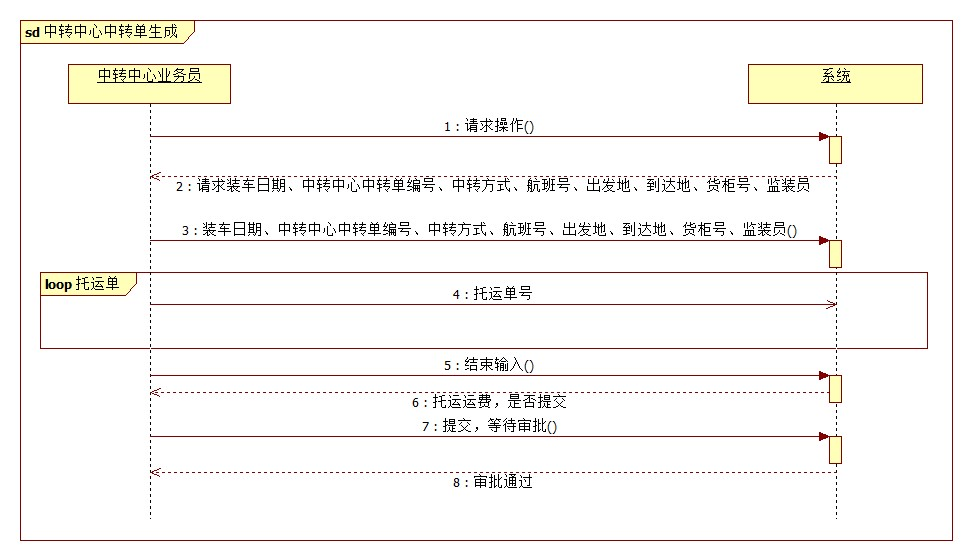 sd 中转中心中转单生成
中转中心业务员
系统
1 : 请求操作()
2 : 请求装车日期、中转中心中转单编号、中转方式、航班号、出发地、到达地、货柜号、监装员
3 : 装车日期、中转中心中转单编号、中转方式、航班号、出发地、到达地、货柜号、监装员()
loop 托运单
4 : 托运单号
5 : 结束输入()
6 : 托运运费，是否提交
7 : 提交，等待审批()
8 : 审批通过